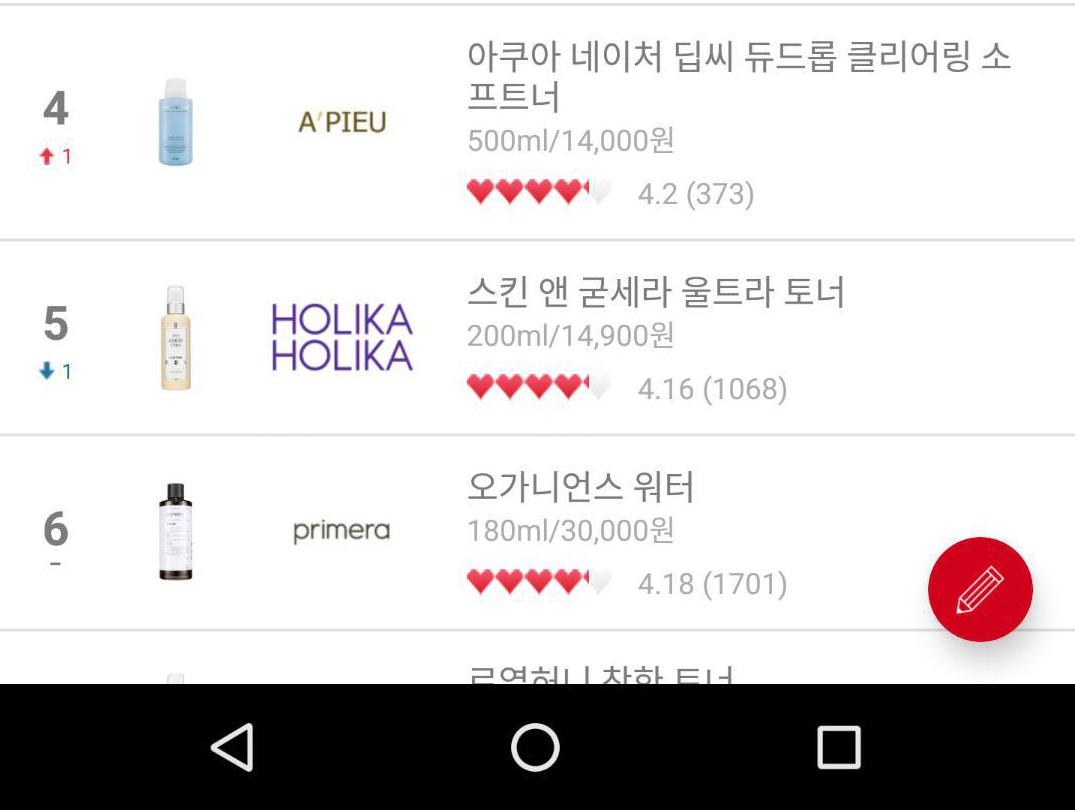 4
1
A'PIEU
아쿠아 네이처 딥씨 듀드롭 클리어링 소
프트너
500ml/14,000원
4.2 (373)
5
1
HOLIKA
HOLIKA
스킨 앤 굳세라 울트라 토너
200ml/14,900원
4.16 (1068)
6
-
primera
오가니언스 워터
180ml/30,000원
4.18 (1701)
토너